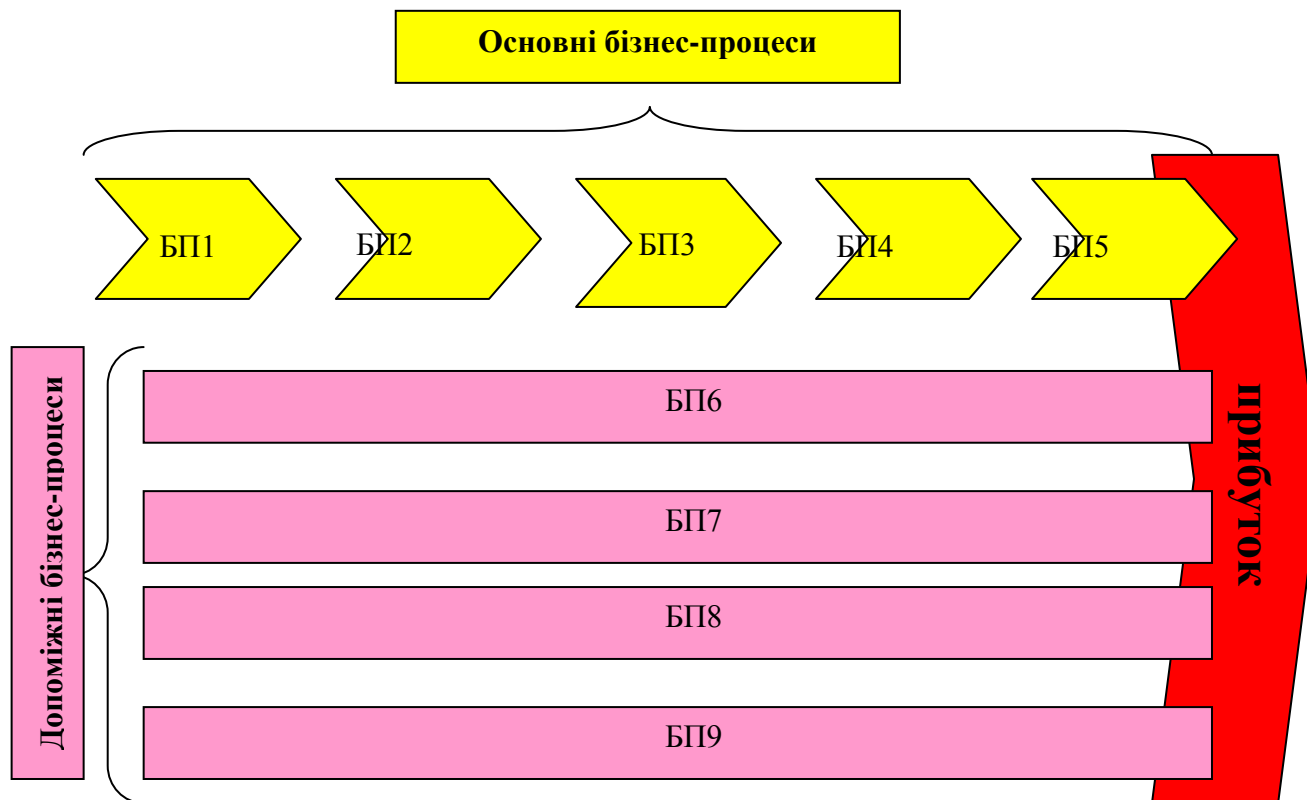 Основні бізнес-процеси
БП1
БП2
БП3
БП4
БП5
Допоміжні бізнес-процеси
БП6
БП7
БП8
БП9
прибуток